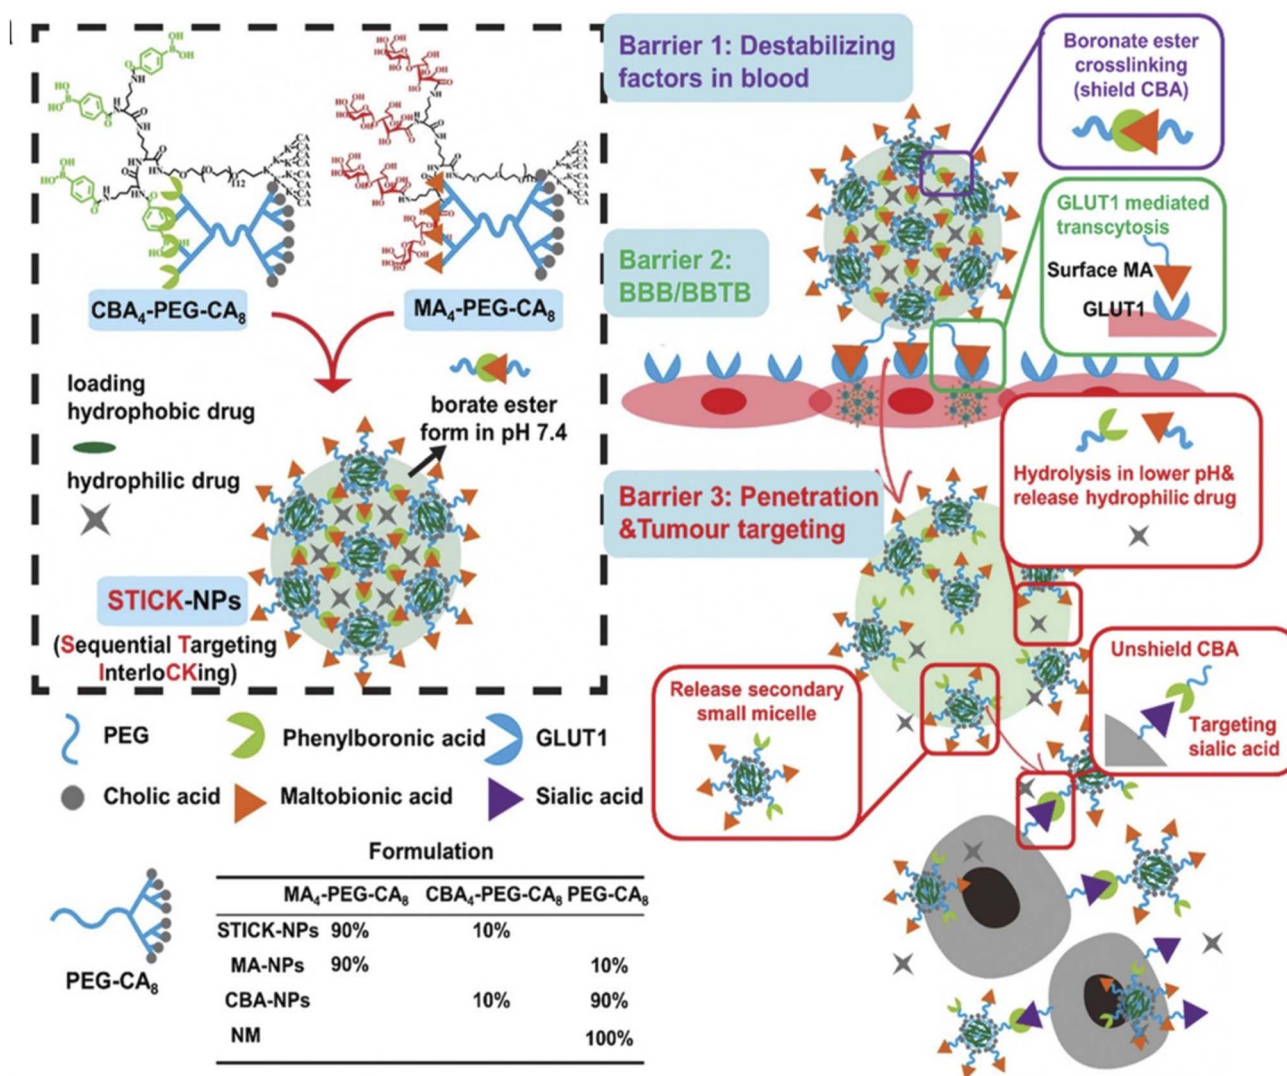 CBA₄-PEG-CA₈
MA₄-PEG-CA₈
112
loading
hydrophobic drug
hydrophilic drug
borate ester
form in pH 7.4
STICK-NPs
(Sequential Targeting
InterloCKing)
PEG
Phenylboronic acid
GLUT1
Cholic acid
Maltobionic acid
Sialic acid
PEG-CA₈
Formulation
MA₄-PEG-CA₈ CBA₄-PEG-CA₈ PEG-CA₈
STICK-NPs 90% 10%
MA-NPs 90% 10%
CBA-NPs 10% 90%
NM 100%
Barrier 1: Destabilizing
factors in blood
Boronate ester
crosslinking
(shield CBA)
Barrier 2:
BBB/BBTB
GLUT1 mediated
transcytosis
Surface MA
GLUT1
Barrier 3: Penetration
&Tumour targeting
Hydrolysis in lower pH&
release hydrophilic drug
Release secondary
small micelle
Unshield CBA
Targeting
sialic acid